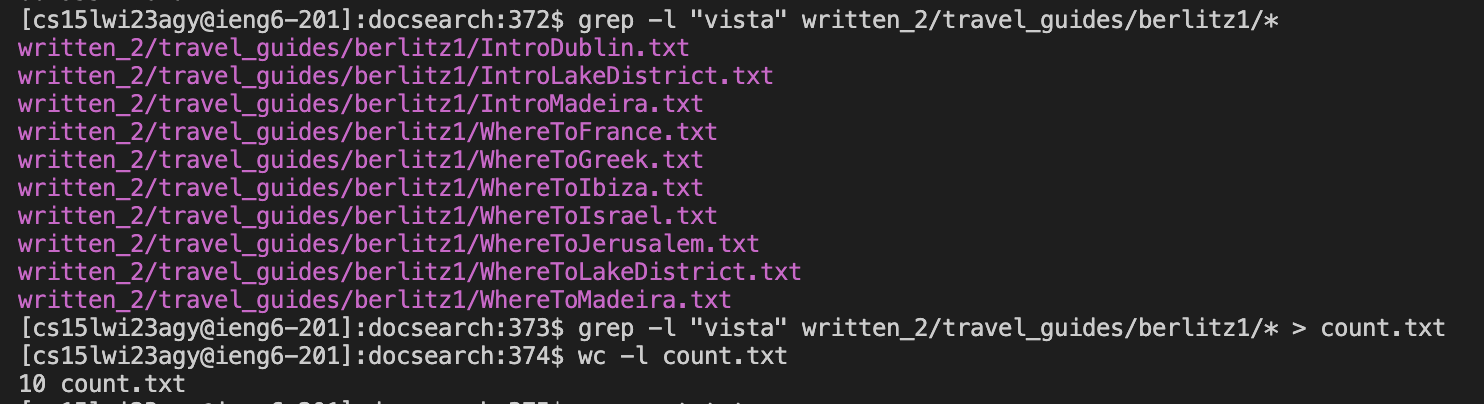 [cs15lwi23agy@ieng6-201]:docsearch:372$ grep -l "vista" written_2/travel_guides/berlitz1/*
written_2/travel_guides/berlitz1/IntroDublin.txt
written_2/travel_guides/berlitz1/IntroLakeDistrict.txt
written_2/travel_guides/berlitz1/IntroMadeira.txt
written_2/travel_guides/berlitz1/WhereToFrance.txt
written_2/travel_guides/berlitz1/WhereToGreek.txt
written_2/travel_guides/berlitz1/WhereToIbiza.txt
written_2/travel_guides/berlitz1/WhereToIsrael.txt
written_2/travel_guides/berlitz1/WhereToJerusalem.txt
written_2/travel_guides/berlitz1/WhereToLakeDistrict.txt
written_2/travel_guides/berlitz1/WhereToMadeira.txt
[cs15lwi23agy@ieng6-201]:docsearch:373$ grep -l "vista" written_2/travel_guides/berlitz1/* > count.txt
[cs15lwi23agy@ieng6-201]:docsearch:374$ wc -l count.txt
10 count.txt